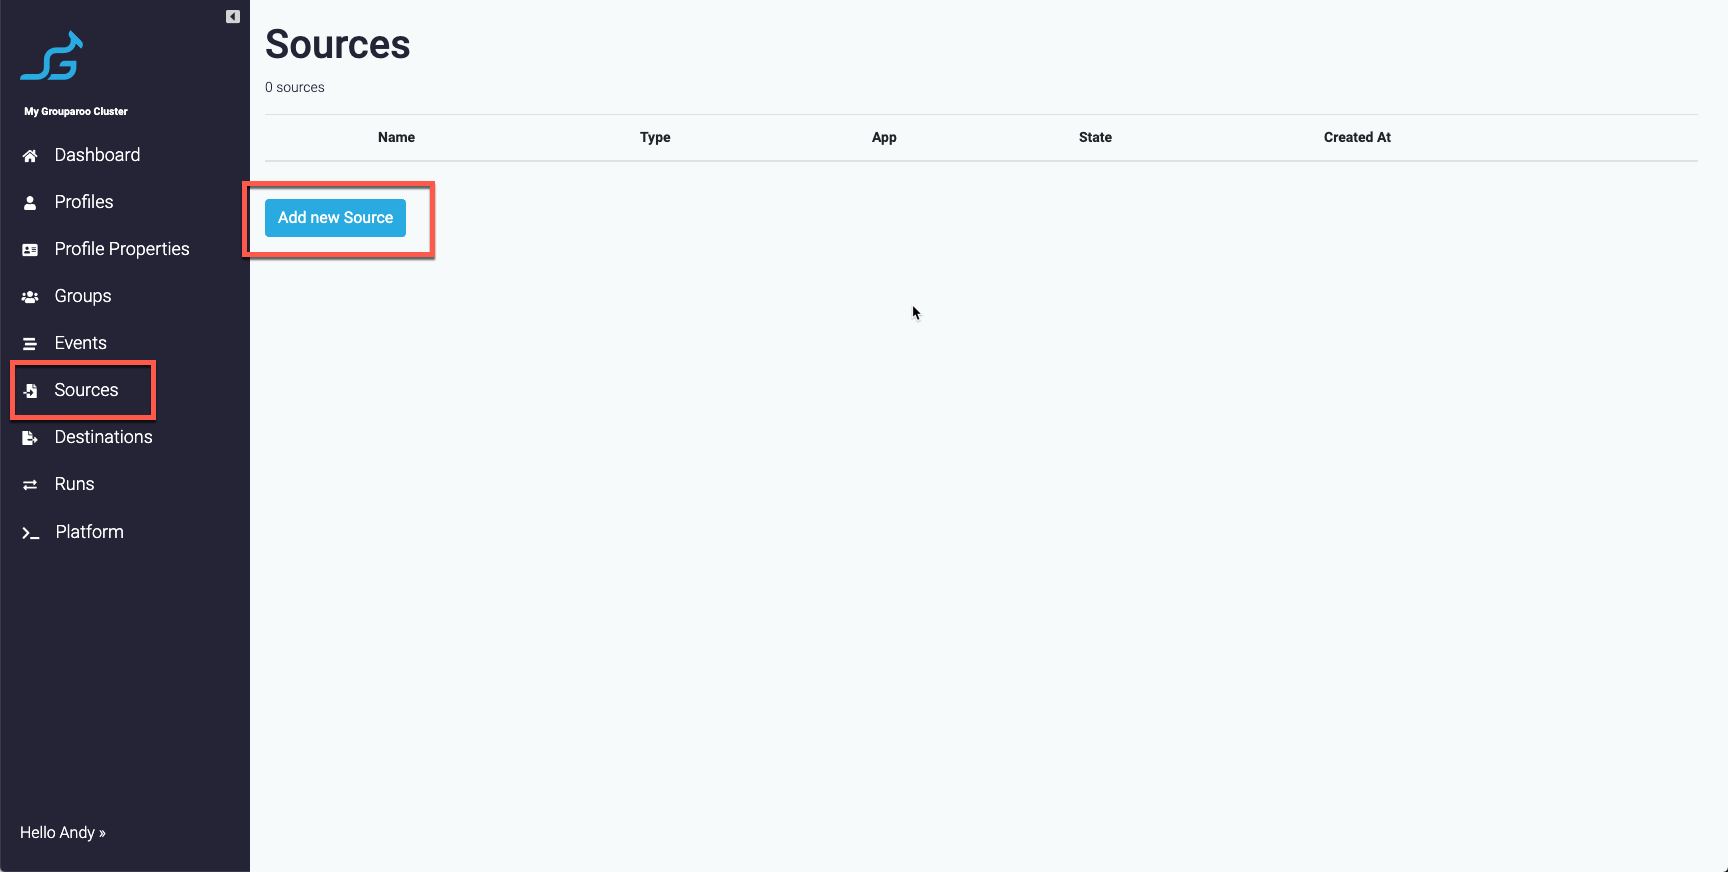 My Grouparoo Cluster
Dashboard
Profiles
Profile Properties
Groups
Events
Sources
Destinations
Runs
Platform
Hello Andy »
Sources
0 sources
Name Type App State Created At
Add new Source